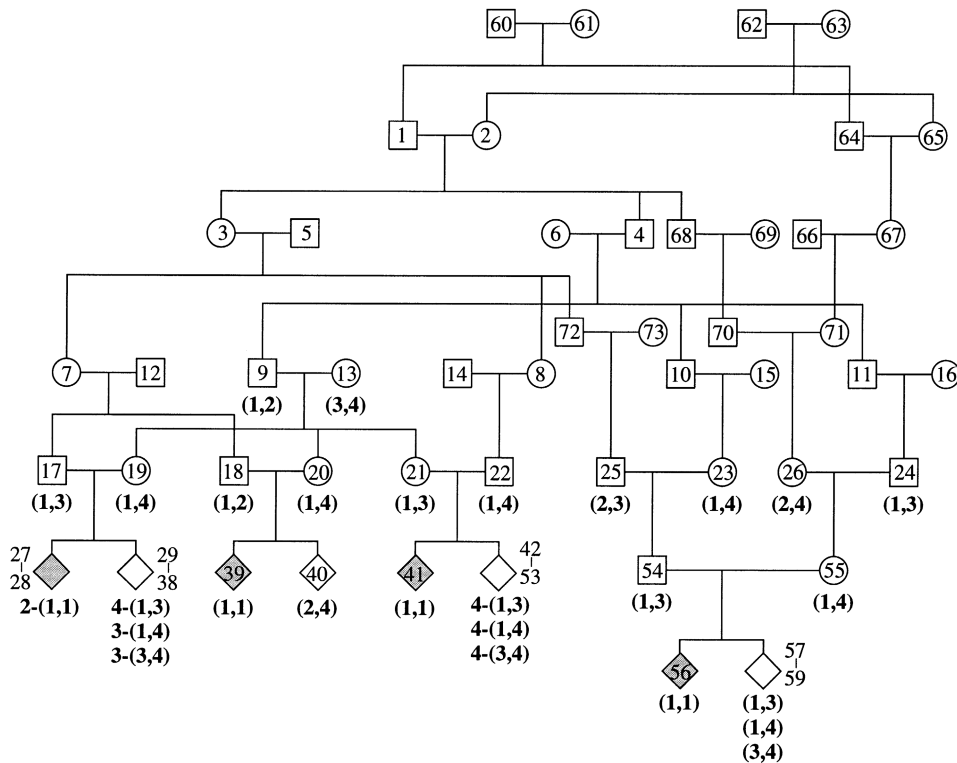 60 61 62 63
1 2 64 65
3 5 6 4 68 69 66 67
72 73 70 71
7 12 9 13 14 8 10 15 11 16
(1,2) (3,4)
17 19 18 20 21 22 25 23 26 24
(1,3) (1,4) (1,2) (1,4) (1,3) (1,4) (2,3) (1,4) (2,4) (1,3)
27 29 42
28 38 39 40 41 53 54 55
2-(1,1) 4-(1,3) (1,1) (2,4) (1,1) 4-(1,3) (1,3) (1,4)
3-(1,4) 4-(1,4)
3-(3,4) 4-(3,4)
57
56 59
(1,1) (1,3)
(1,4)
(3,4)